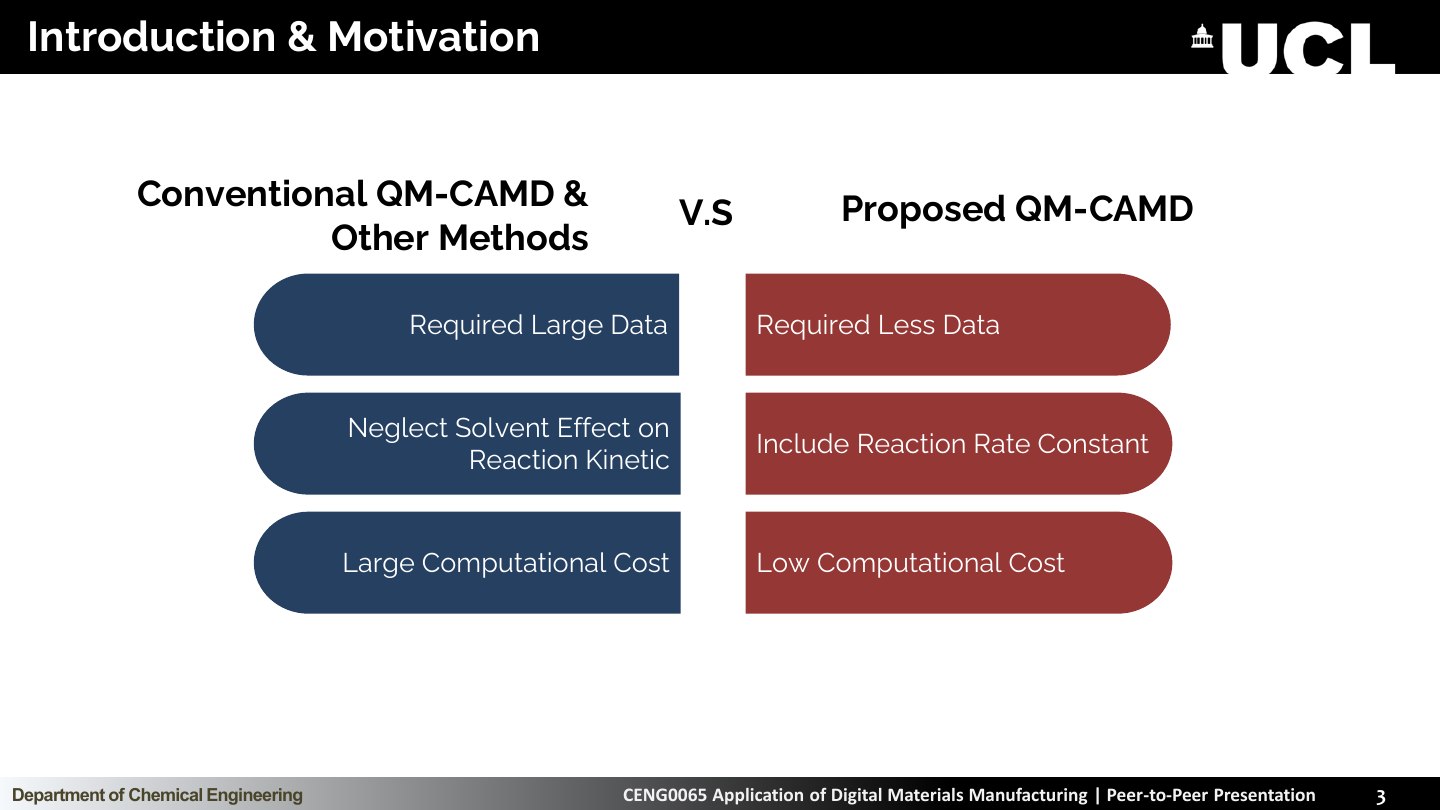 Introduction & Motivation
UCL
Conventional QM-CAMD &
Other Methods
V.S
Proposed QM-CAMD
Required Large Data
Required Less Data
Neglect Solvent Effect on
Reaction Kinetic
Include Reaction Rate Constant
Large Computational Cost
Low Computational Cost
Department of Chemical Engineering
CENG0065 Application of Digital Materials Manufacturing | Peer-to-Peer Presentation
3